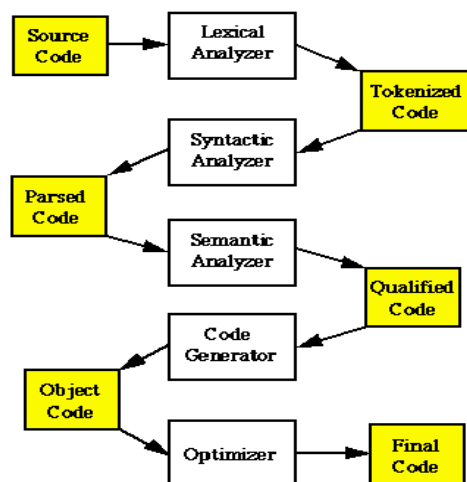 Source
Code
Lexical
Analyzer
Tokenized
Code
Syntactic
Analyzer
Parsed
Code
Semantic
Analyzer
Qualified
Code
Code
Generator
Object
Code
Optimizer
Final
Code